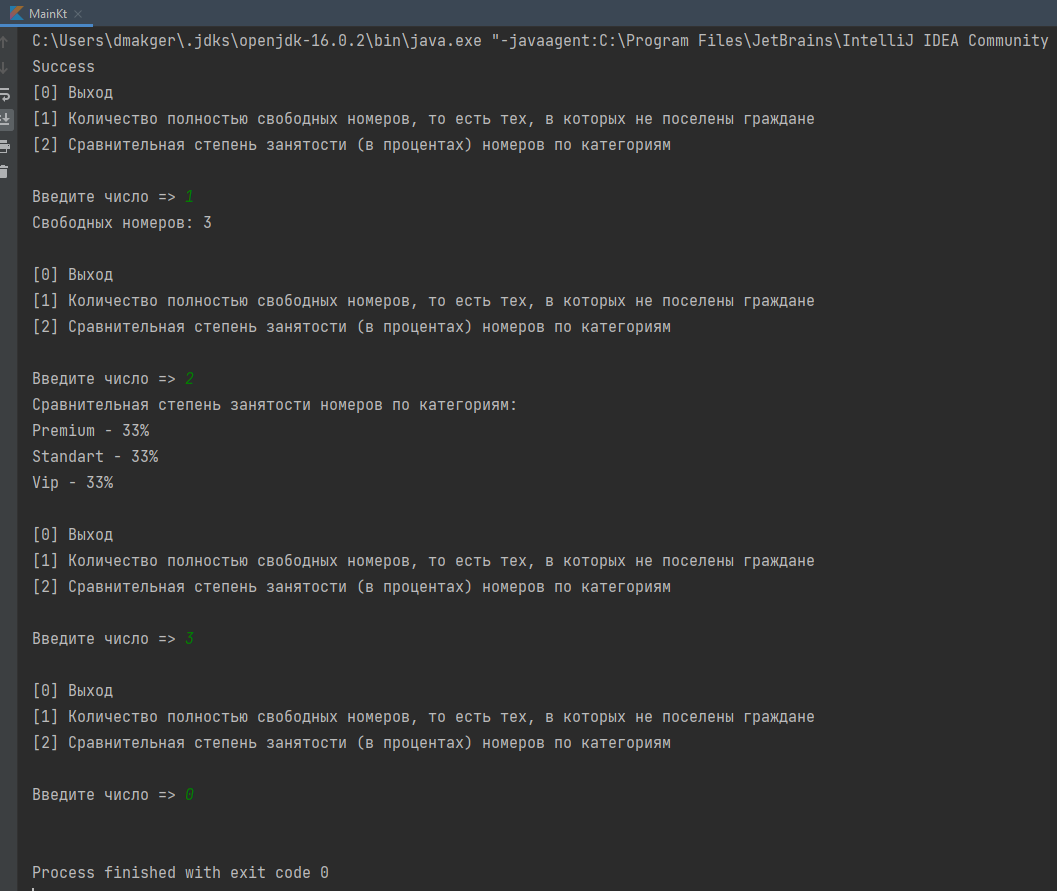 MainKt
C:\Users\dmakger\.jdks\openjdk-16.0.2\bin\java.exe "-javaagent:C:\Program Files\JetBrains\IntelliJ IDEA Community
Success
[0] Выход
[1] Количество полностью свободных номеров, то есть тех, в которых не поселены граждане
[2] Сравнительная степень занятости (в процентах) номеров по категориям
Введите число => 1
Свободных номеров: 3
[0] Выход
[1] Количество полностью свободных номеров, то есть тех, в которых не поселены граждане
[2] Сравнительная степень занятости (в процентах) номеров по категориям
Введите число => 2
Сравнительная степень занятости номеров по категориям:
Premium - 33%
Standart - 33%
Vip - 33%
[0] Выход
[1] Количество полностью свободных номеров, то есть тех, в которых не поселены граждане
[2] Сравнительная степень занятости (в процентах) номеров по категориям
Введите число => 3
[0] Выход
[1] Количество полностью свободных номеров, то есть тех, в которых не поселены граждане
[2] Сравнительная степень занятости (в процентах) номеров по категориям
Введите число => 0
Process finished with exit code 0